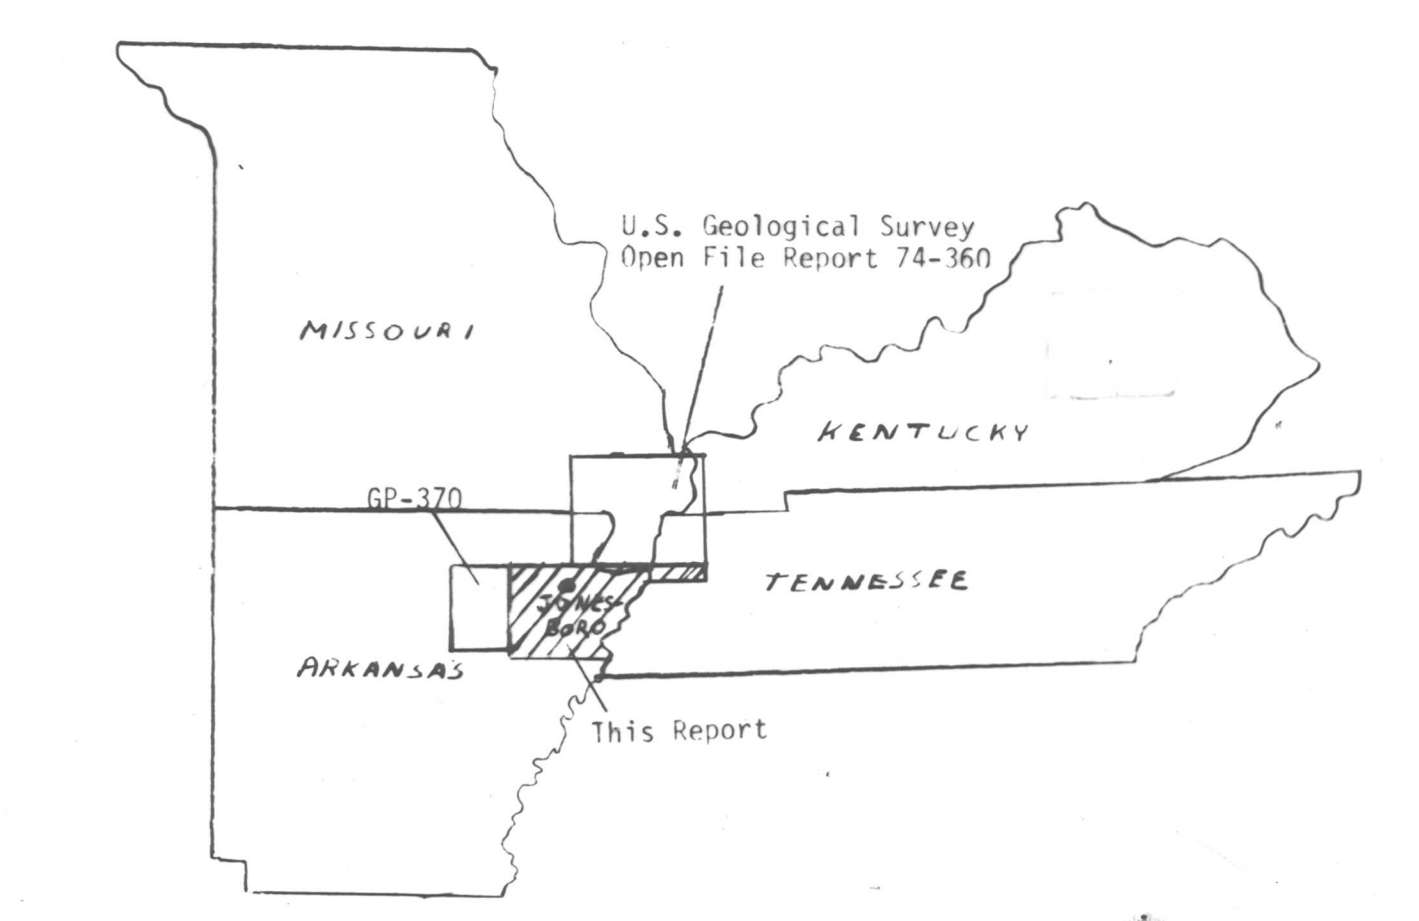 U.S. Geological Survey
Open File Report 74-360
MISSOURI
KENTUCKY
GP-370
TENNESSEE
JONES-
BORO
ARKANSAS
This Report